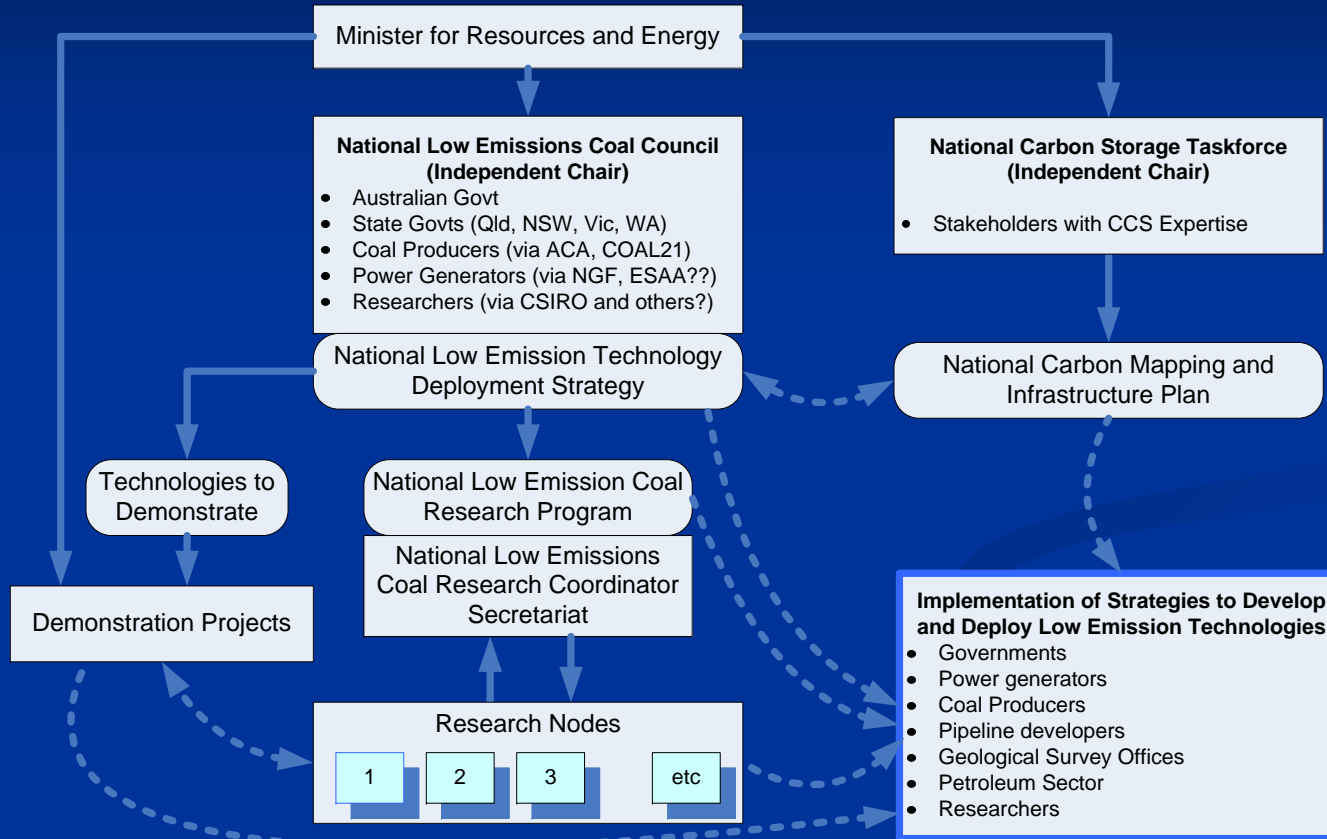 Minister for Resources and Energy
National Low Emissions Coal Council
(Independent Chair)
• Australian Govt
• State Govts (Qld, NSW, Vic, WA)
• Coal Producers (via ACA, COAL21)
• Power Generators (via NGF, ESAA??)
• Researchers (via CSIRO and others?)
National Carbon Storage Taskforce
(Independent Chair)
• Stakeholders with CCS Expertise
National Low Emission Technology
Deployment Strategy
National Carbon Mapping and
Infrastructure Plan
Technologies to
Demonstrate
National Low Emission Coal
Research Program
National Low Emissions
Coal Research Coordinator
Secretariat
Demonstration Projects
Research Nodes
1
2
3
etc
Implementation of Strategies to Develop
and Deploy Low Emission Technologies
• Governments
• Power generators
• Coal Producers
• Pipeline developers
• Geological Survey Offices
• Petroleum Sector
• Researchers